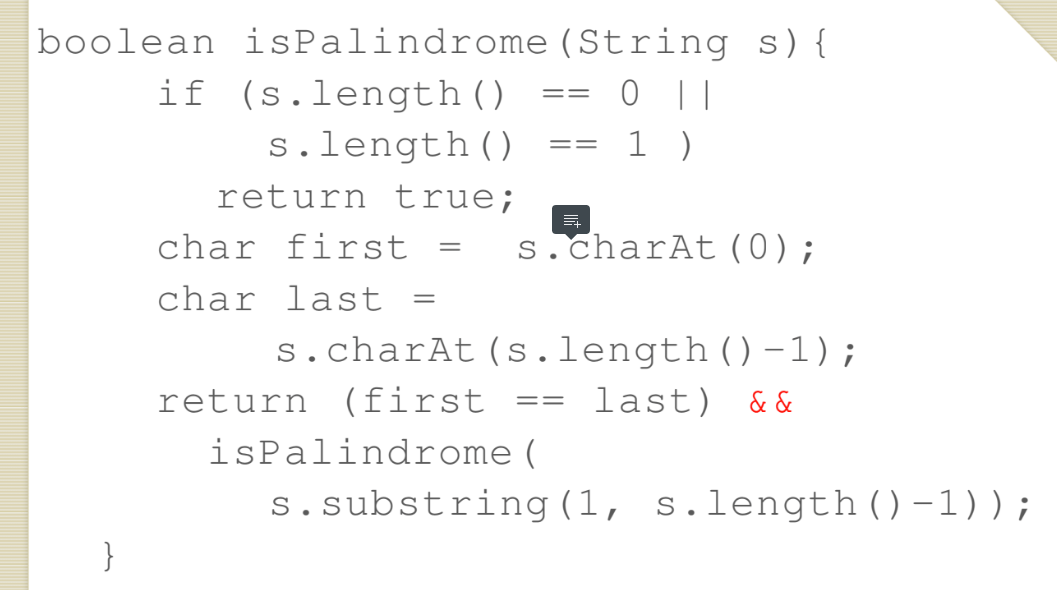 boolean isPalindrome(String s){
if (s.length() == 0 ||
s.length() == 1 )
return true;
char first =  s.charAt(0);
char last =
s.charAt(s.length()-1);
return (first == last) &&
isPalindrome(
s.substring(1, s.length()-1));
}